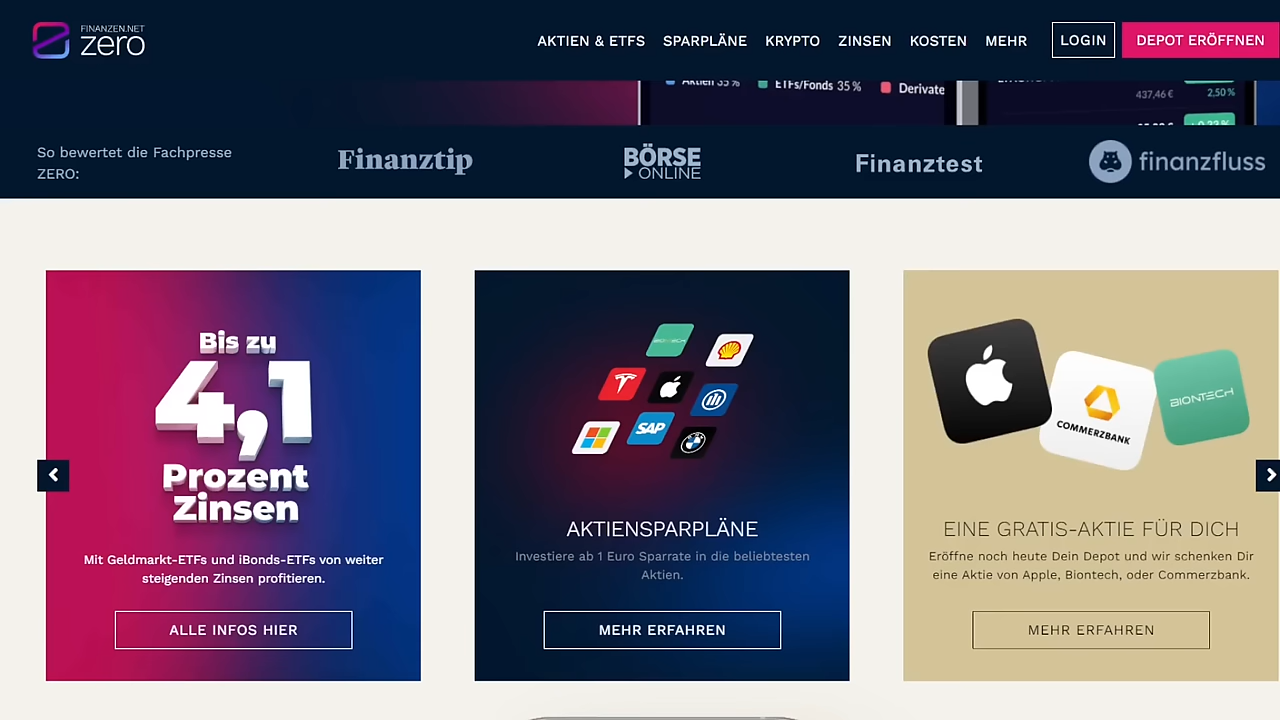 FINANZEN.NET
zero
AKTIEN & ETFS SPARPLÄNE KRYPTO ZINSEN KOSTEN MEHR LOGIN DEPOT ERÖFFNEN
Aktien 35 % ETFs/Fonds 35 % Derivate
437,46 € 2,50 %
So bewertet die Fachpresse
ZERO:
Finanztip
BÖRSE
ONLINE
Finanztest
finanzfluss
Bis zu
4,1
Prozent
Zinsen
Mit Geldmarkt-ETFs und iBonds-ETFs von weiter
steigenden Zinsen profitieren.
ALLE INFOS HIER
BIONTECH
SAP
AKTIENSPARPLÄNE
Investiere ab 1 Euro Sparrate in die beliebtesten
Aktien.
MEHR ERFAHREN
COMMERZBANK
BIONTECH
EINE GRATIS-AKTIE FÜR DICH
Eröffne noch heute Dein Depot und wir schenken Dir
eine Aktie von Apple, Biontech, oder Commerzbank.
MEHR ERFAHREN